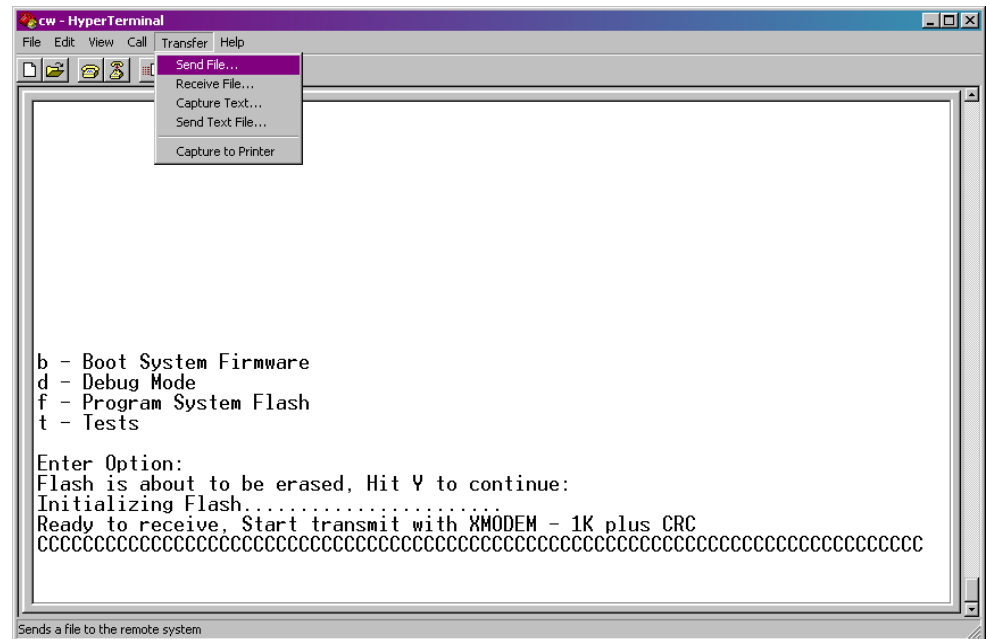 cw - HyperTerminal
File Edit View Call Transfer Help
Send File...
Receive File...
Capture Text...
Send Text File...
Capture to Printer
b - Boot System Firmware
d - Debug Mode
f - Program System Flash
t - Tests
Enter Option:
Flash is about to be erased, Hit Y to continue:
Initializing Flash.......................
Ready to receive, Start transmit with XMODEM - 1K plus CRC
CCCCCCCCCCCCCCCCCCCCCCCCCCCCCCCCCCCCCCCCCCCCCCCCCCCCCCCCCCCCCCCCCCCCCCCCCCCCCC
Sends a file to the remote system